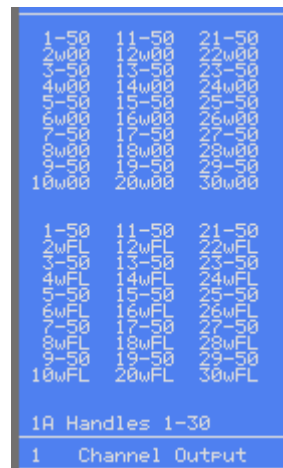 1-50 11-50 21-50
2w00 12w00 22w00
3-50 13-50 23-50
4w00 14w00 24w00
5-50 15-50 25-50
6w00 16w00 26w00
7-50 17-50 27-50
8w00 18w00 28w00
9-50 19-50 29-50
10w00 20w00 30w00
1-50 11-50 21-50
2wFL 12wFL 22wFL
3-50 13-50 23-50
4wFL 14wFL 24wFL
5-50 15-50 25-50
6wFL 16wFL 26wFL
7-50 17-50 27-50
8wFL 18wFL 28wFL
9-50 19-50 29-50
10wFL 20wFL 30wFL
1A Handles 1-30
1 Channel Output